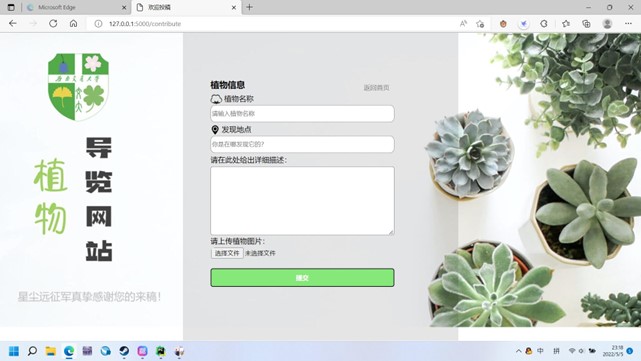 Microsoft Edge
欢迎投稿
127.0.0.1:5000/contribute
植物
导览网站
星尘远征军真挚感谢您的来稿!
植物信息
返回首页
植物名称
请输入植物名称
发现地点
你是在哪发现它的?
请在此处给出详细描述:
请上传植物图片:
选择文件 未选择文件
提交
中
拼
23:18
2022/5/5